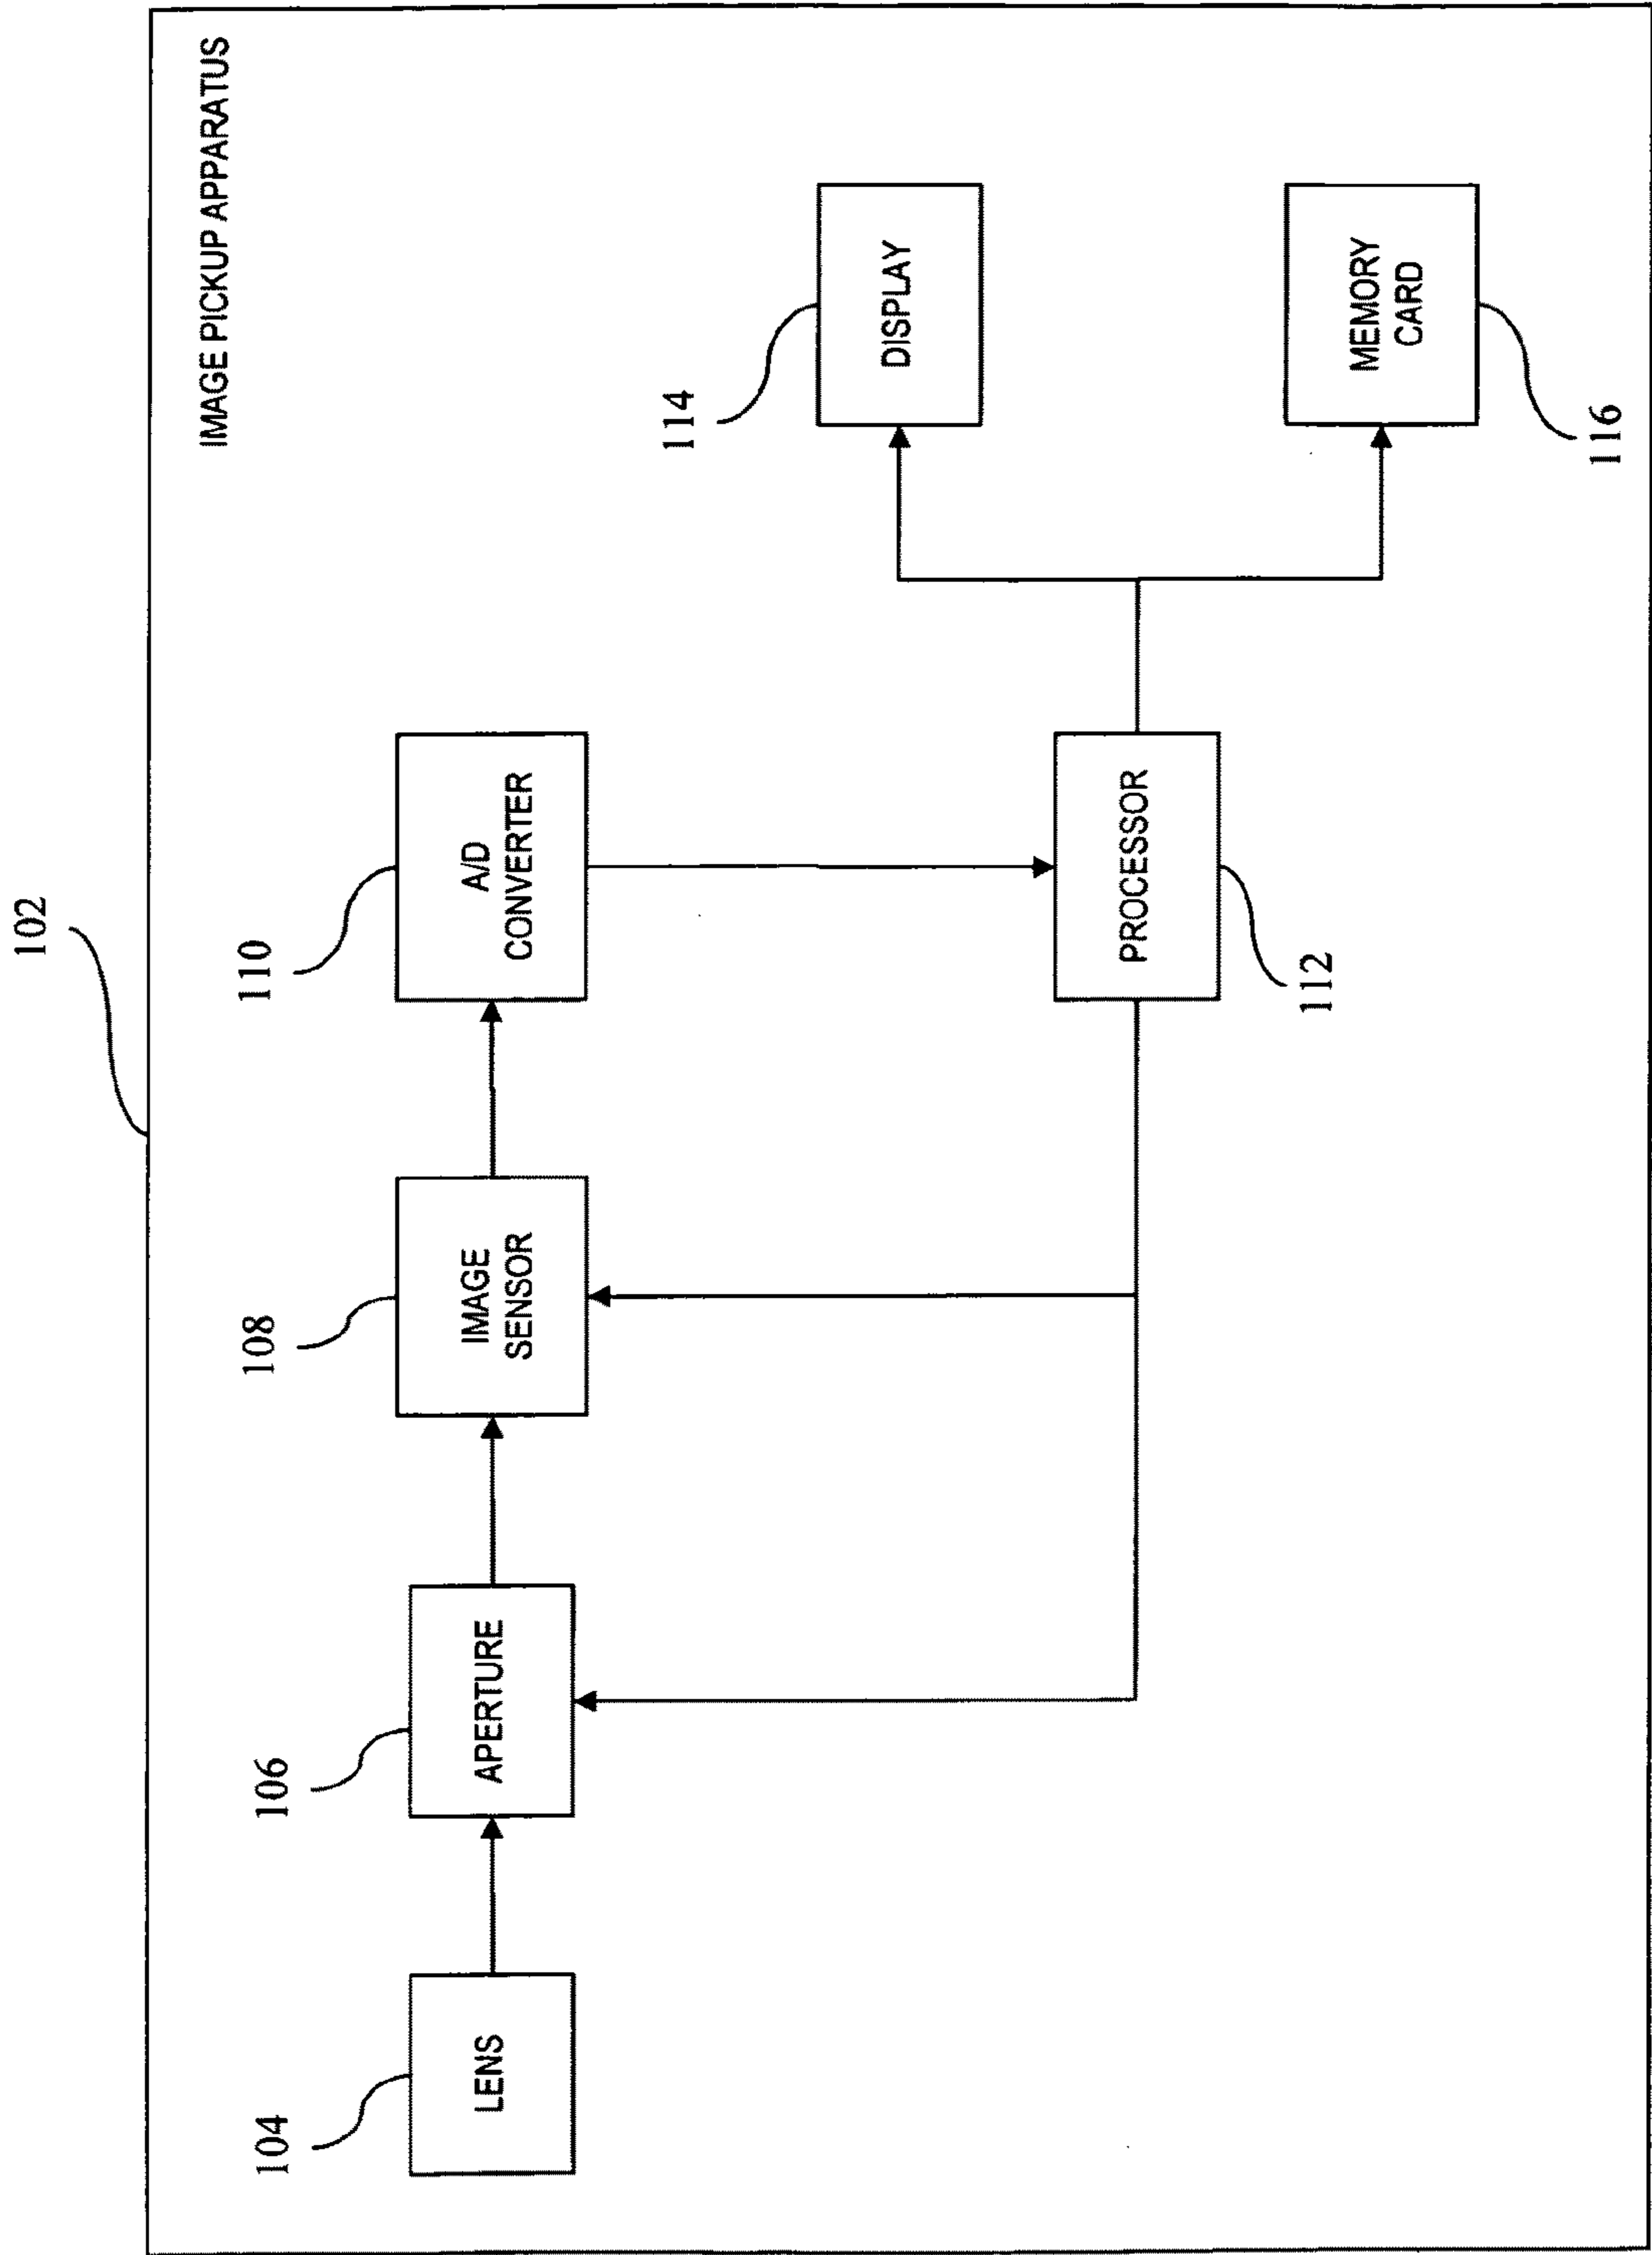 102
IMAGE PICKUP APPARATUS
104
LENS
106
APERTURE
108
IMAGE
SENSOR
110
A/D
CONVERTER
114
DISPLAY
PROCESSOR
112
MEMORY
CARD
116